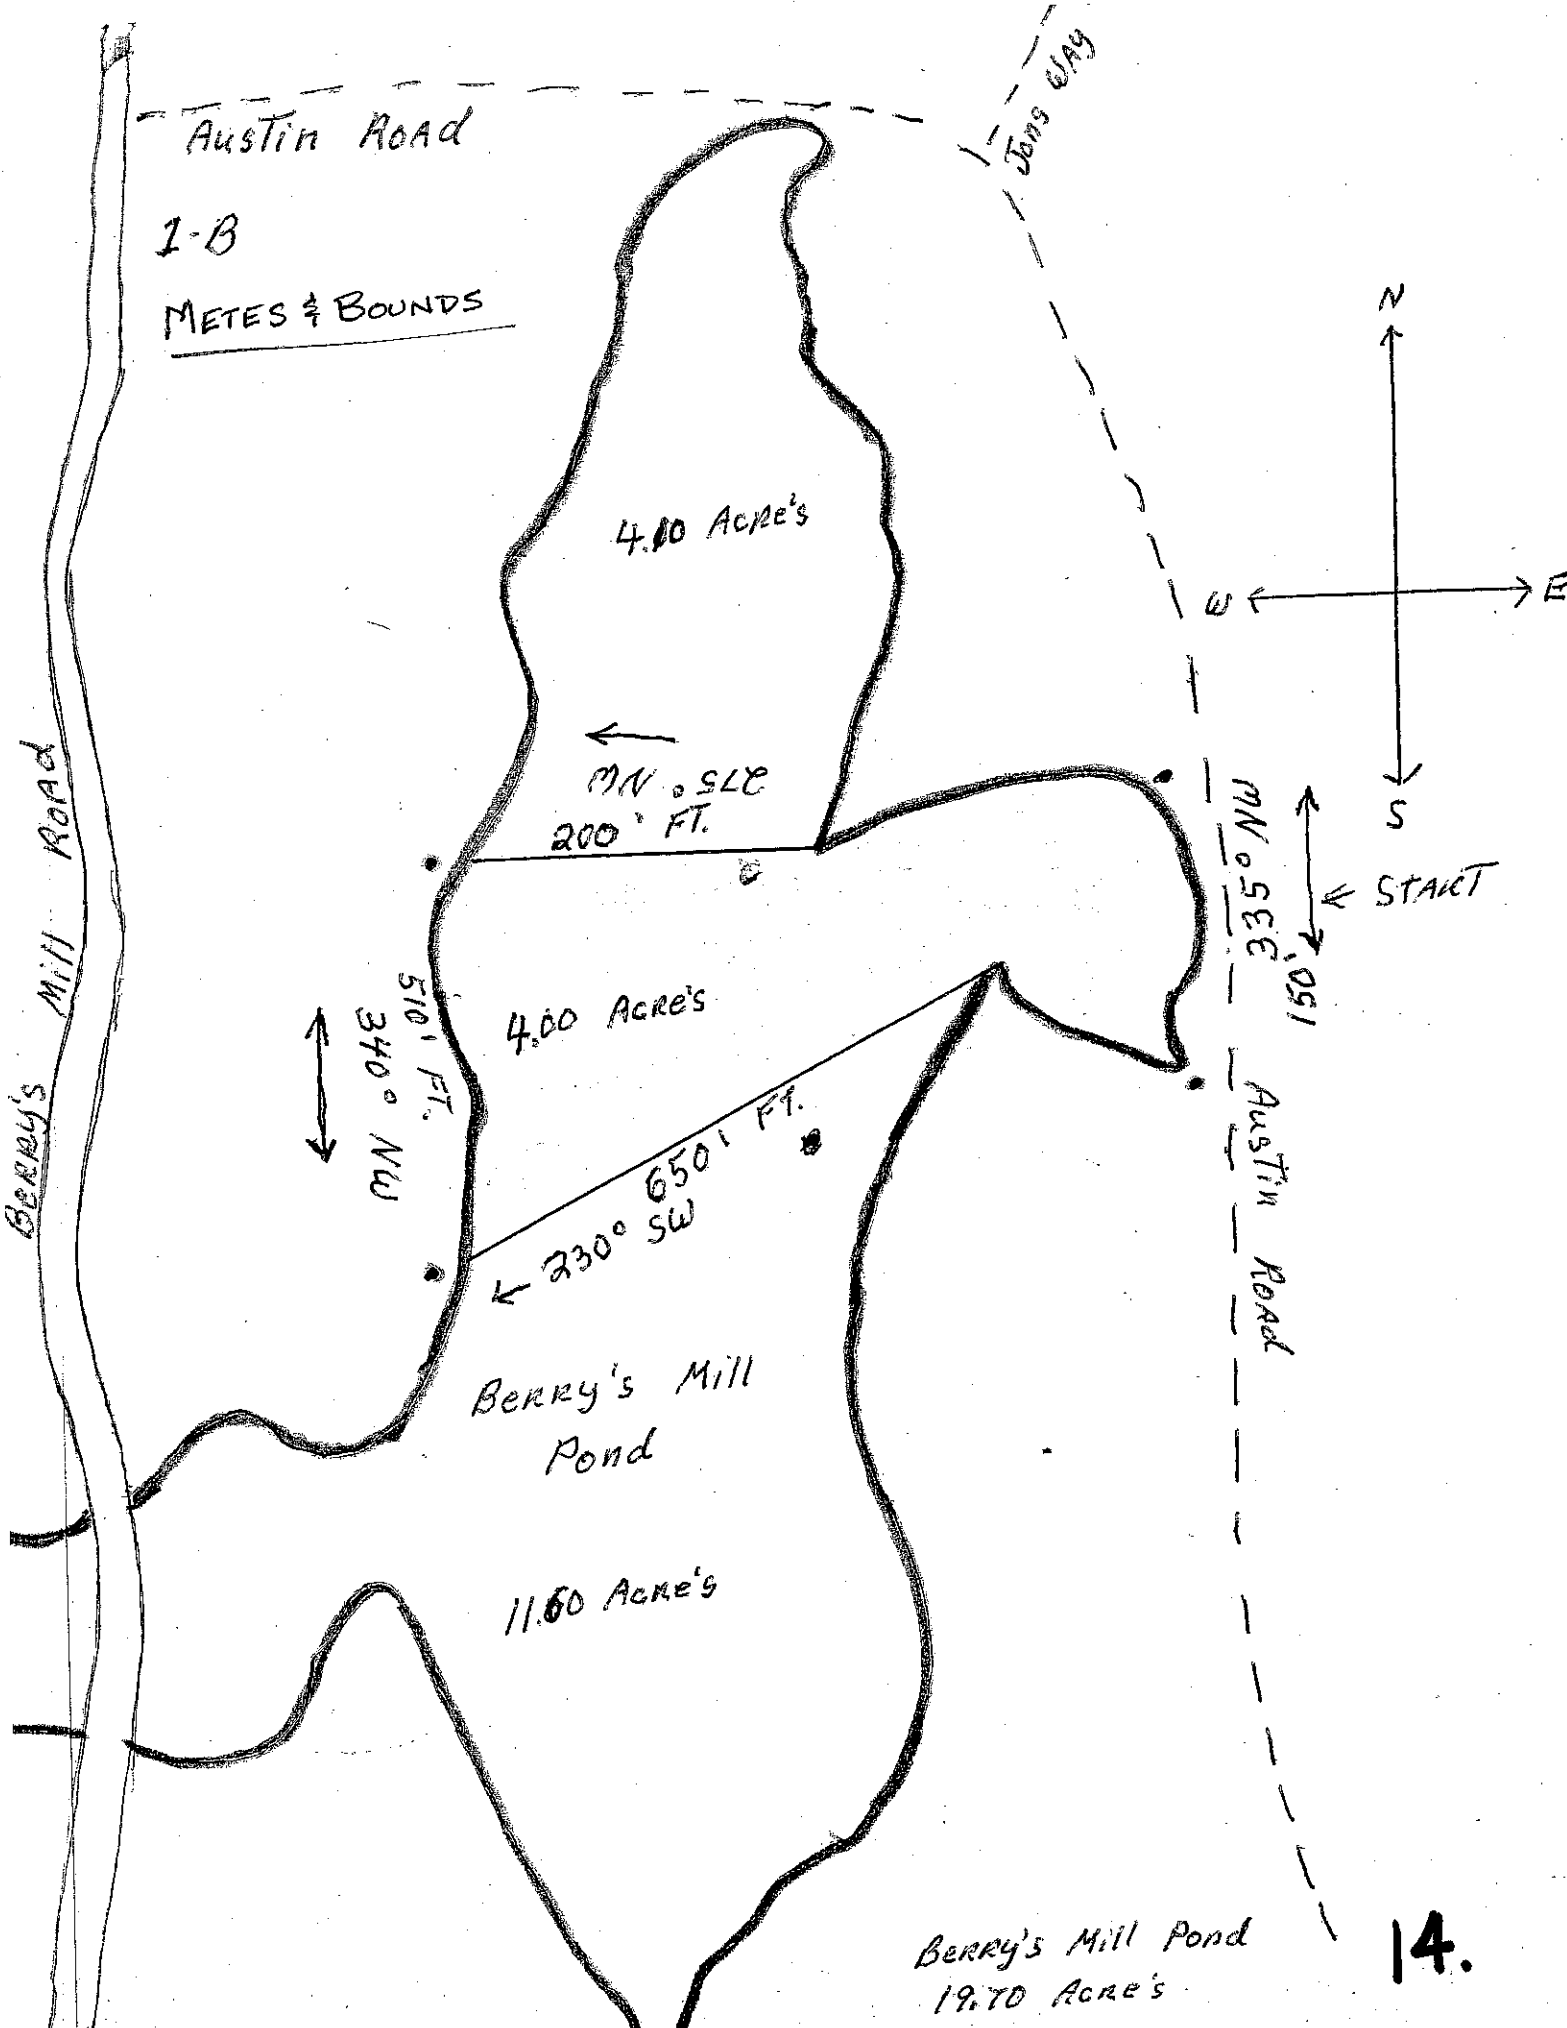 Jong Way
Austin Road
1-B
METES & BOUNDS
N
W
E
S
4.10 Acre's
275° NW
200' FT.
335° NW
150'
← START
Berry's Mill Road
510' FT.
340° NW
4.00 Acre's
650' FT.
← 230° SW
Austin Road
Berry's Mill
Pond
11.60 Acre's
Berry's Mill Pond
19.70 Acre's
14.